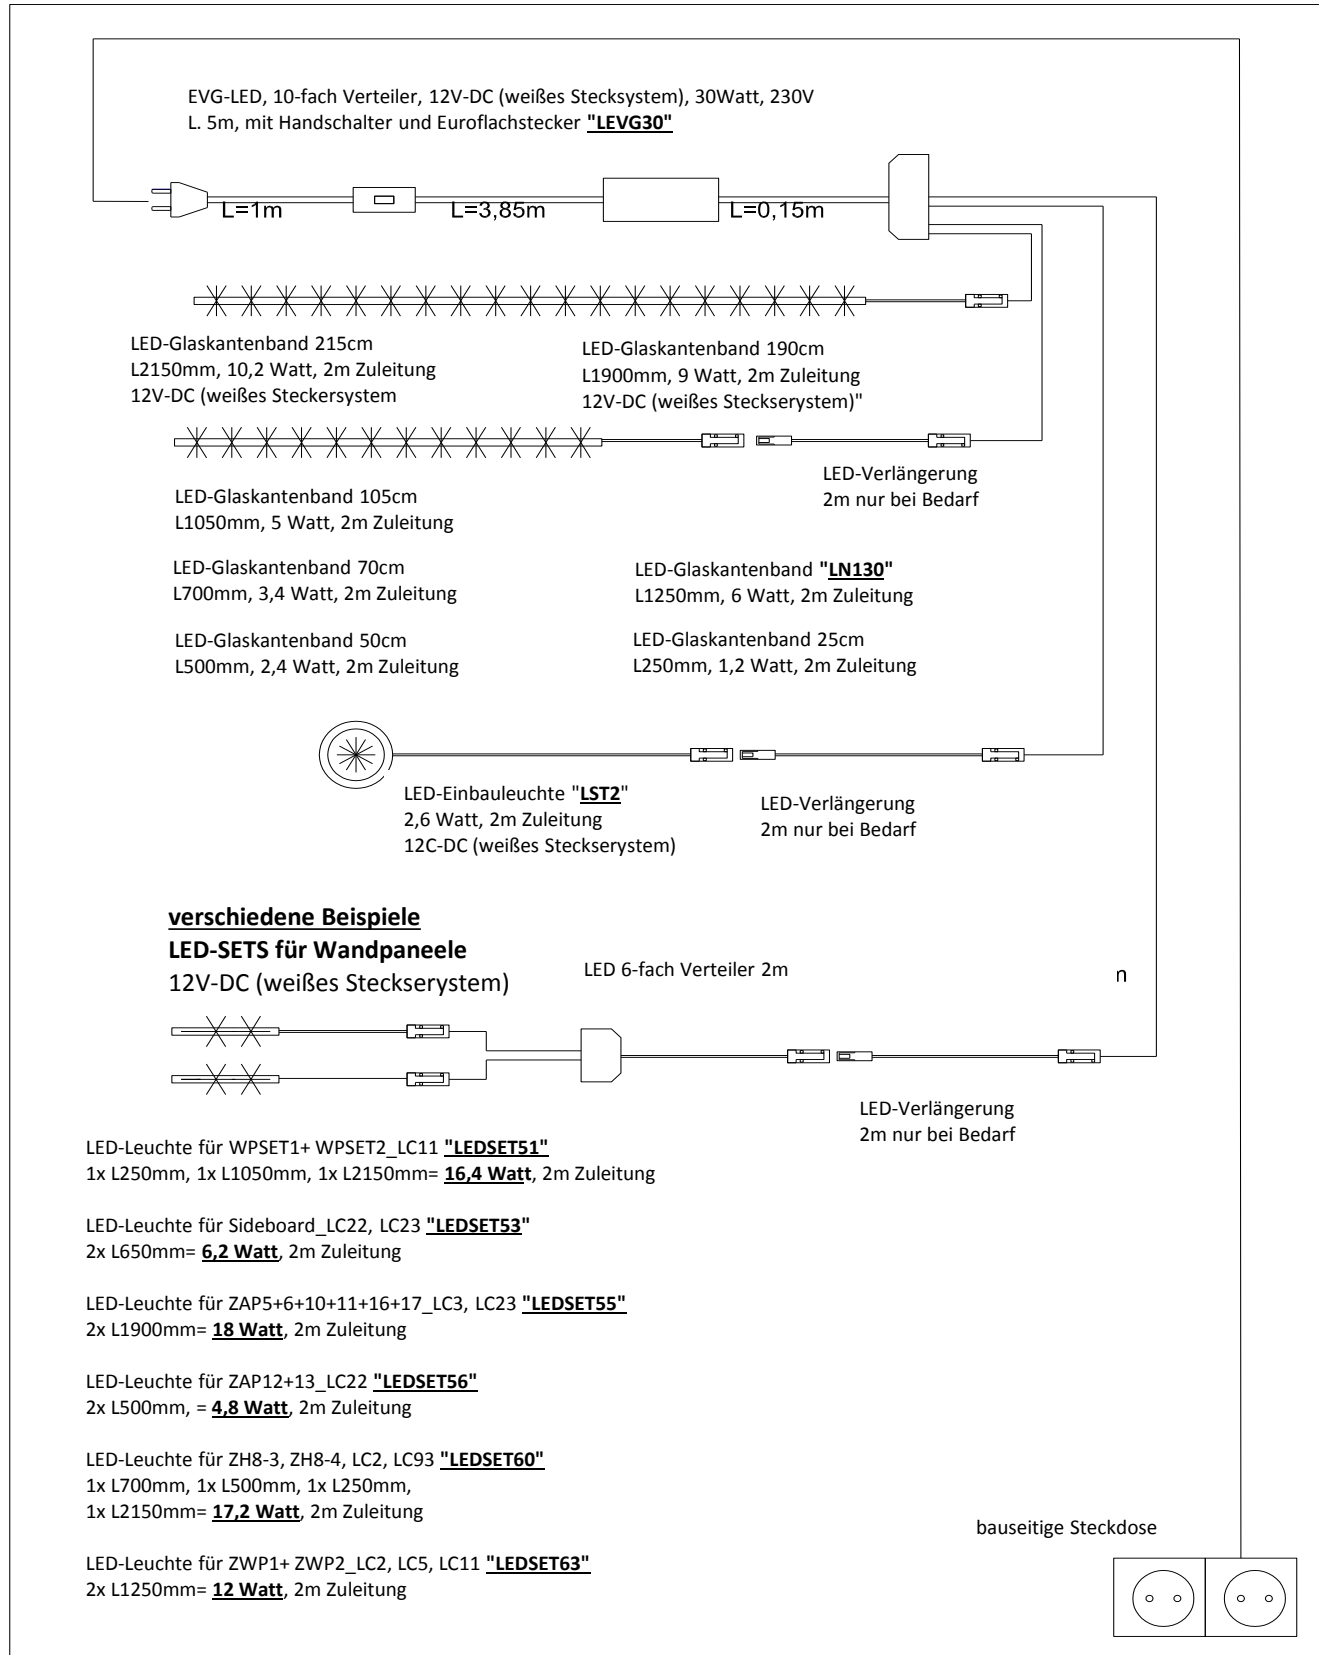 EVG-LED, 10-fach Verteiler, 12V-DC (weißes Stecksystem), 30Watt, 230V
L. 5m, mit Handschalter und Euroflachstecker "LEVG30"
L=1m
L=3,85m
L=0,15m
LED-Glaskantenband 215cm
L2150mm, 10,2 Watt, 2m Zuleitung
12V-DC (weißes Steckersystem
LED-Glaskantenband 190cm
L1900mm, 9 Watt, 2m Zuleitung
12V-DC (weißes Steckserystem)"
LED-Verlängerung
2m nur bei Bedarf
LED-Glaskantenband 105cm
L1050mm, 5 Watt, 2m Zuleitung
LED-Glaskantenband 70cm
L700mm, 3,4 Watt, 2m Zuleitung
LED-Glaskantenband "LN130"
L1250mm, 6 Watt, 2m Zuleitung
LED-Glaskantenband 50cm
L500mm, 2,4 Watt, 2m Zuleitung
LED-Glaskantenband 25cm
L250mm, 1,2 Watt, 2m Zuleitung
LED-Einbauleuchte "LST2"
2,6 Watt, 2m Zuleitung
12C-DC (weißes Steckserystem)
LED-Verlängerung
2m nur bei Bedarf
verschiedene Beispiele
LED-SETS für Wandpaneele
12V-DC (weißes Steckserystem)
LED 6-fach Verteiler 2m
n
LED-Verlängerung
2m nur bei Bedarf
LED-Leuchte für WPSET1+ WPSET2_LC11 "LEDSET51"
1x L250mm, 1x L1050mm, 1x L2150mm= 16,4 Watt, 2m Zuleitung
LED-Leuchte für Sideboard_LC22, LC23 "LEDSET53"
2x L650mm= 6,2 Watt, 2m Zuleitung
LED-Leuchte für ZAP5+6+10+11+16+17_LC3, LC23 "LEDSET55"
2x L1900mm= 18 Watt, 2m Zuleitung
LED-Leuchte für ZAP12+13_LC22 "LEDSET56"
2x L500mm, = 4,8 Watt, 2m Zuleitung
LED-Leuchte für ZH8-3, ZH8-4, LC2, LC93 "LEDSET60"
1x L700mm, 1x L500mm, 1x L250mm,
1x L2150mm= 17,2 Watt, 2m Zuleitung
LED-Leuchte für ZWP1+ ZWP2_LC2, LC5, LC11 "LEDSET63"
2x L1250mm= 12 Watt, 2m Zuleitung
bauseitige Steckdose